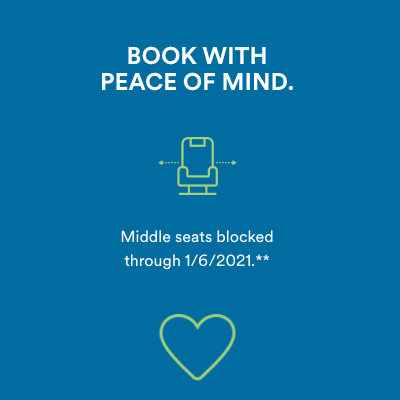 BOOK WITH
PEACE OF MIND.
Middle seats blocked
through 1/6/2021.**